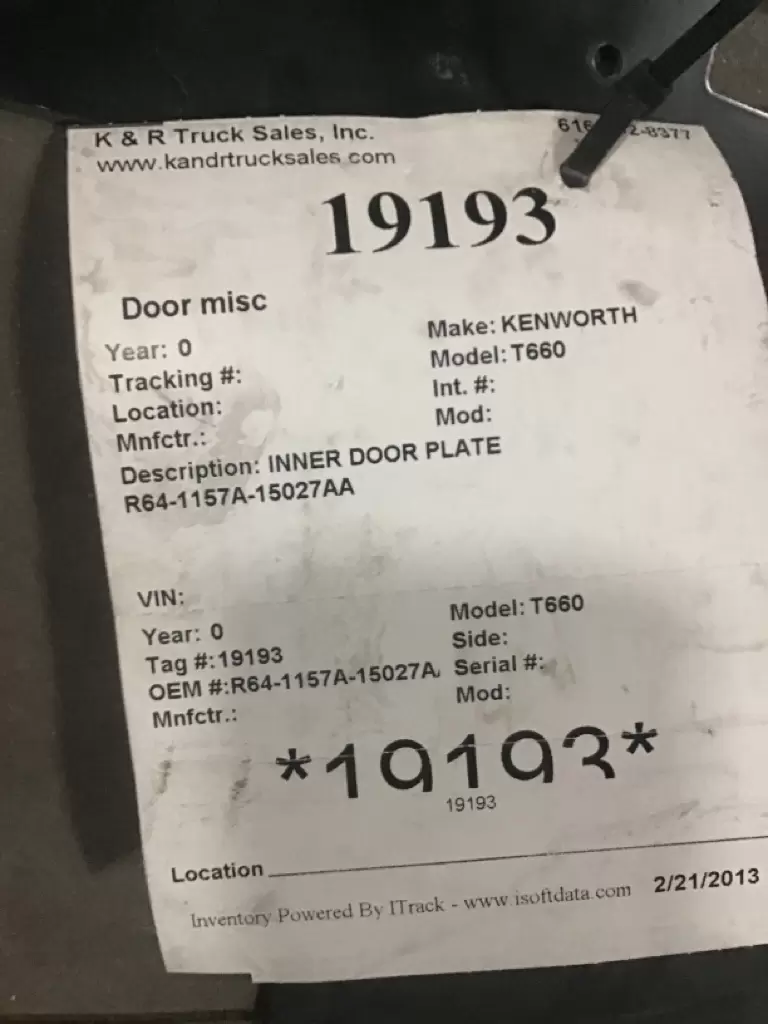 K & R Truck Sales, Inc.
www.kandrtrucksales.com
19193
Door misc
Year: 0
Make: KENWORTH
Tracking #:
Model: T660
Location:
Int. #:
Mnfctr.:
Mod:
Description: INNER DOOR PLATE
R64-1157A-15027AA
VIN:
Year: 0
Model: T660
Tag #:19193
Side:
OEM #:R64-1157A-15027A
Serial #:
Mnfctr.:
Mod:
*19193*
19193
Location
2/21/2013
Inventory Powered By ITrack - www.isoftdata.com